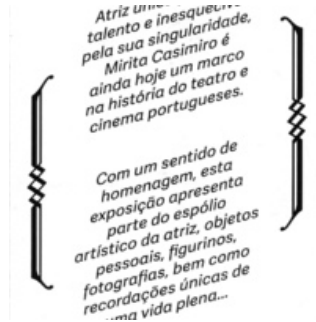 Atriz
talento e
pela sua singularidade,
Mirita Casimiro é
ainda hoje um marco
na história do teatro e
cinema portugueses.
Com um sentido de
homenagem, esta
exposição apresenta
parte do espólio
artístico da atriz, objetos
pessoais, figurinos,
fotografias, bem como
recordações únicas de
uma vida plena...